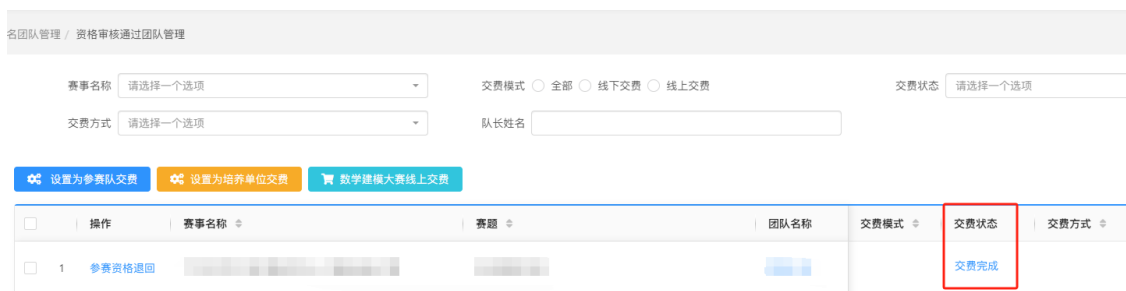 名团队管理 / 资格审核通过团队管理
赛事名称 请选择一个选项 交费模式 全部 线下交费 线上交费 交费状态 请选择一个选项
交费方式 请选择一个选项 队长姓名
设置为参赛队交费 设置为培养单位交费 数学建模大赛线上交费
操作 赛事名称 赛题 团队名称 交费模式 交费状态 交费方式
1 参赛资格退回 交费完成